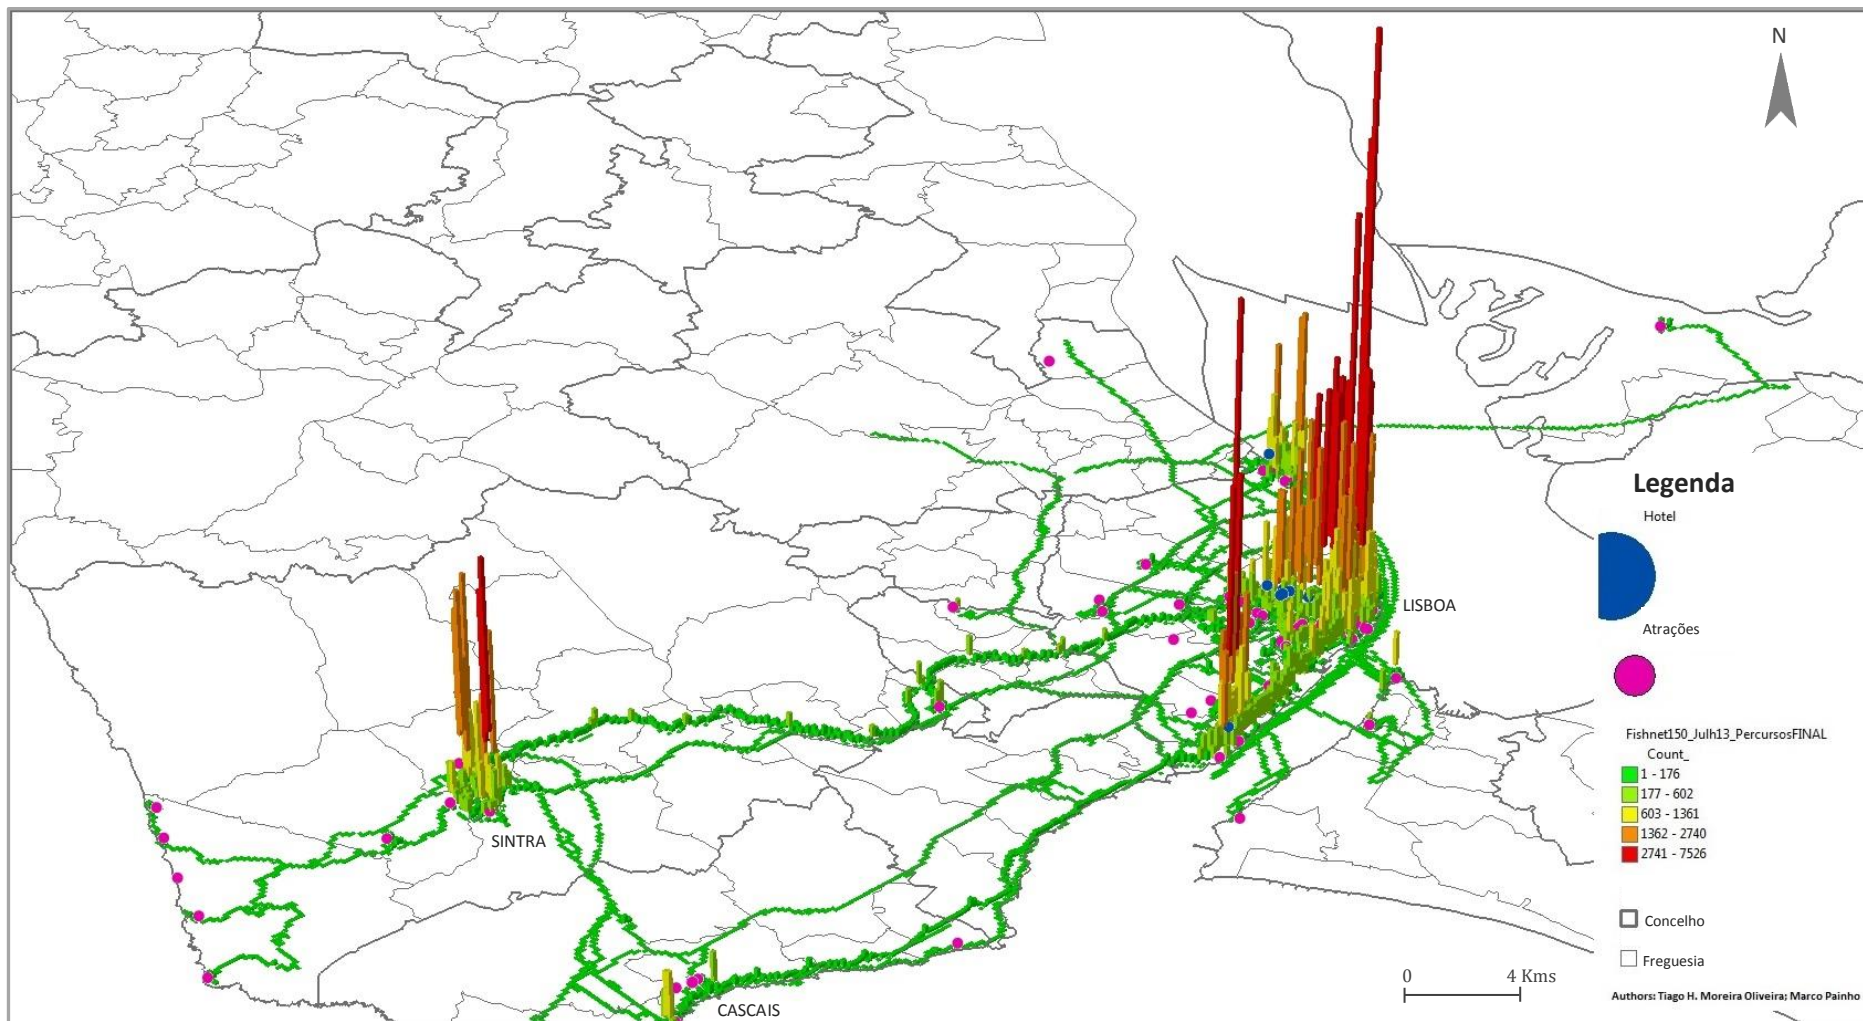 N
LISBOA
SINTRA
CASCAIS
Legenda
Hotel
Atrações
Fishnet150_Julh13_PercursosFINAL
Count_
1 - 176
177 - 602
603 - 1361
1362 - 2740
2741 - 7526
Concelho
Freguesia
0 4 Kms
Authors: Tiago H. Moreira Oliveira; Marco Painho